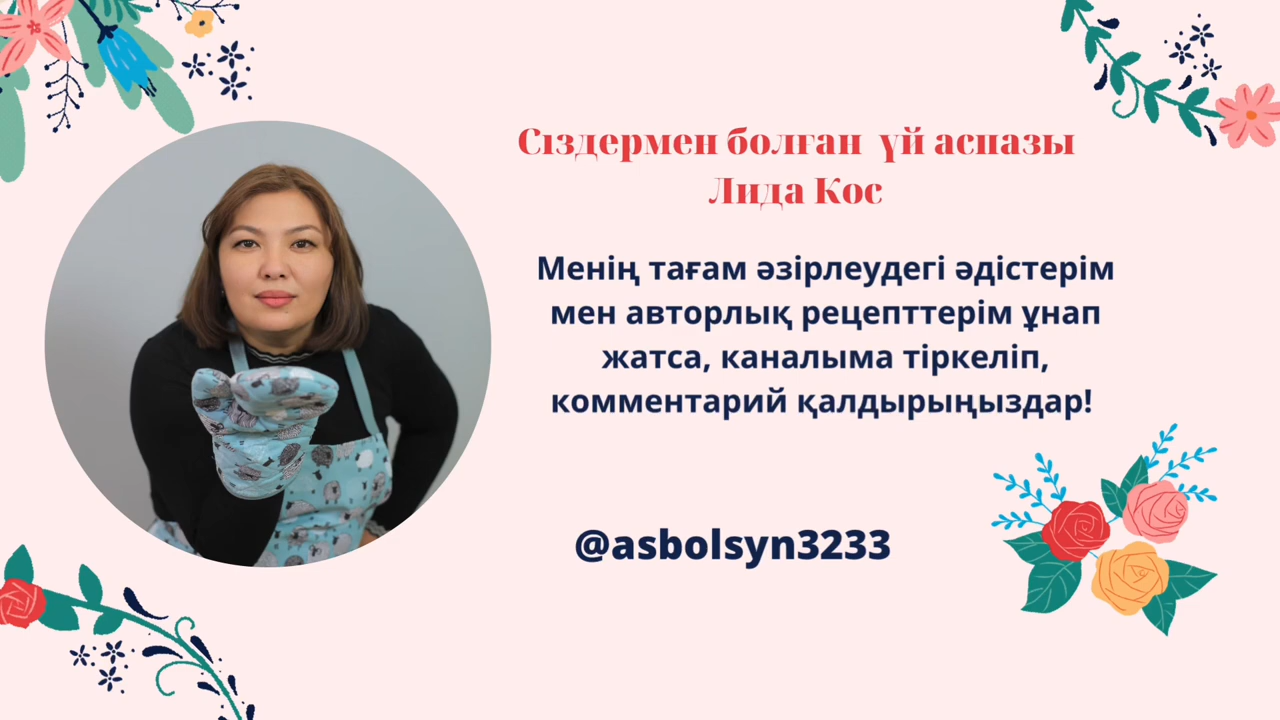 Сіздермен болған үй аспазы
Лида Кос
Менің тағам әзірлеудегі әдістерім
мен авторлық рецепттерім ұнап
жатса, каналыма тіркеліп,
комментарий қалдырыңыздар!
@asbolsyn3233